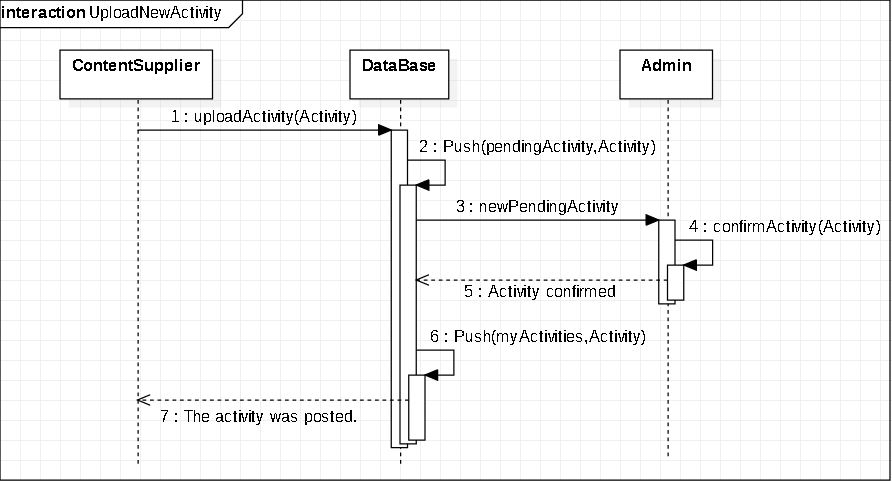 interaction UploadNewActivity
ContentSupplier
DataBase
Admin
1 : uploadActivity(Activity)
2 : Push(pendingActivity,Activity)
3 : newPendingActivity
4 : confirmActivity(Activity)
5 : Activity confirmed
6 : Push(myActivities,Activity)
7 : The activity was posted.